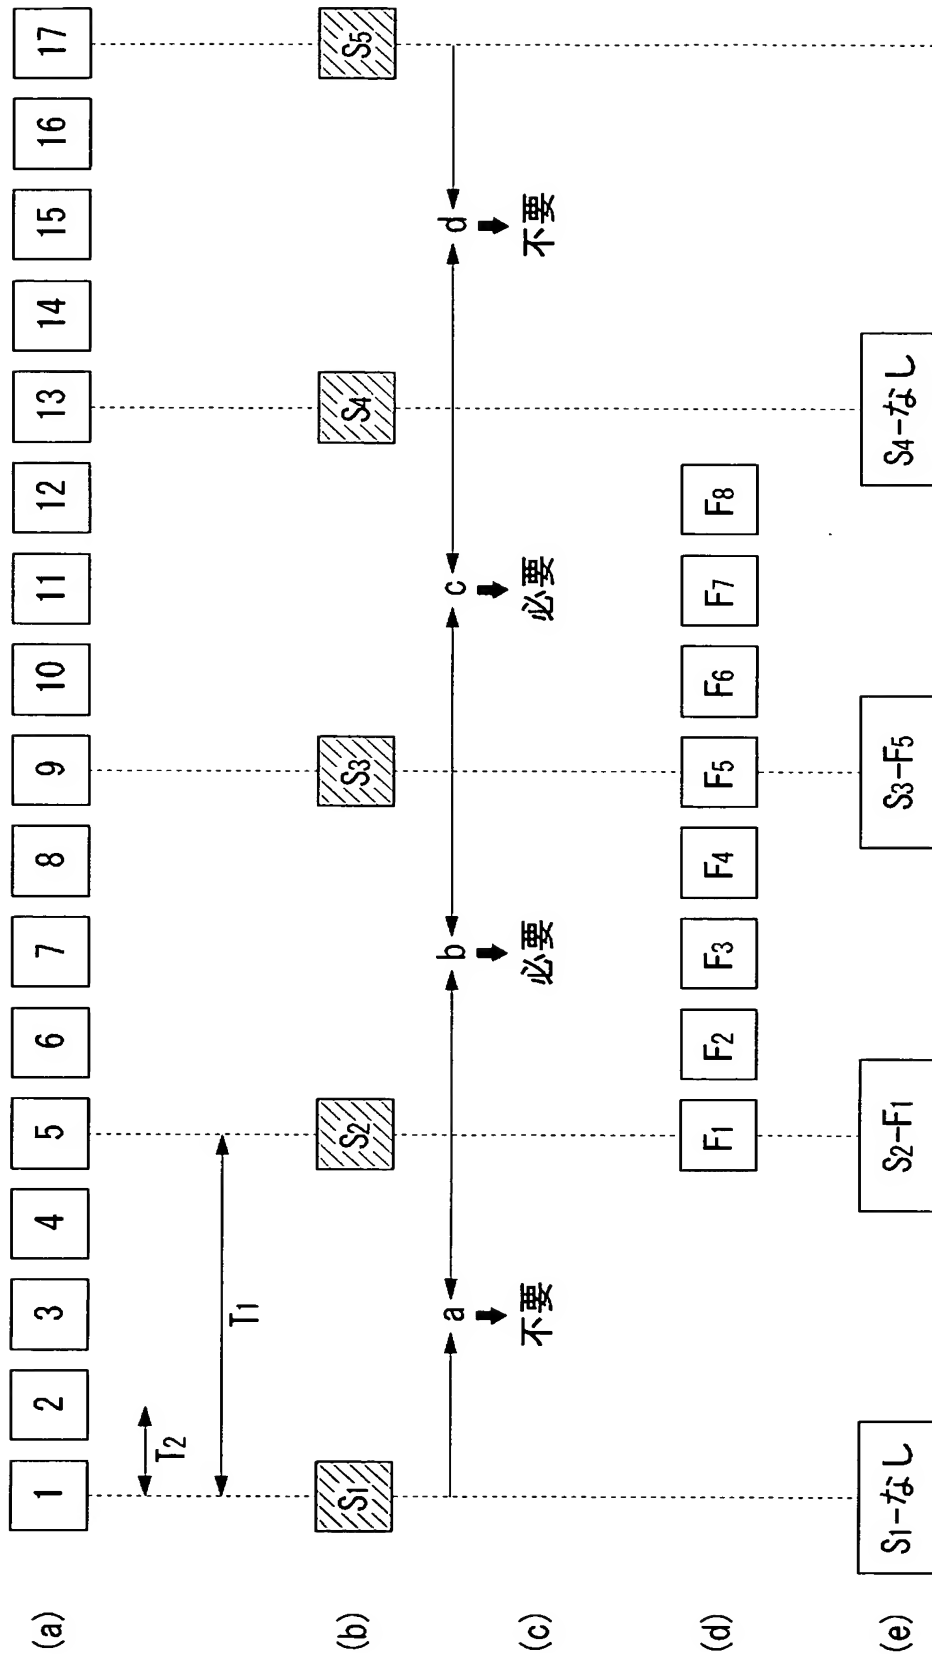 (a) 1 2 3 4 5 6 7 8 9 10 11 12 13 14 15 16 17
T2
T1
(b) S1 S2 S3 S4 S5
a b c d
(c) 不要 必要 必要 不要
(d) F1 F2 F3 F4 F5 F6 F7 F8
(e) S1-なし S2-F1 S3-F5 S4-なし